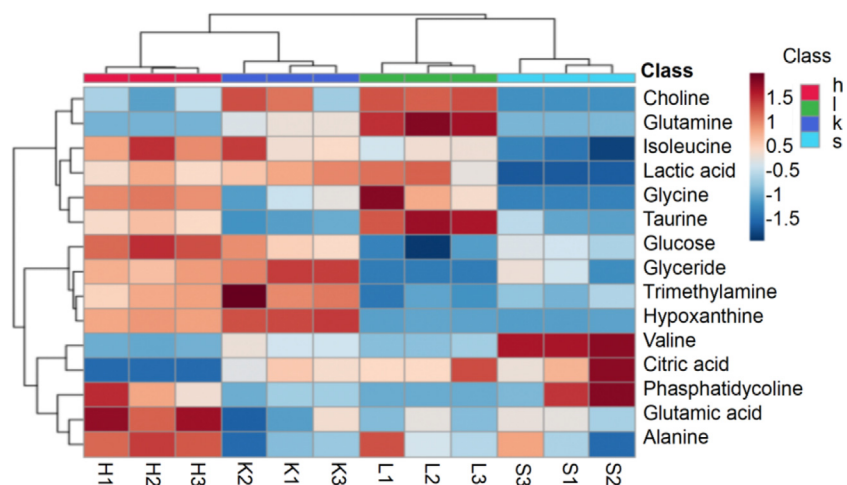 Class
Class
Choline
Glutamine
Isoleucine
Lactic acid
Glycine
Taurine
Glucose
Glyceride
Trimethylamine
Hypoxanthine
Valine
Citric acid
Phasphatidycoline
Glutamic acid
Alanine
1.5
0.5
-0.5
-1
-1.5
h
l
k
s
H1 H2 H3 K2 K1 K3 L1 L2 L3 S3 S1 S2